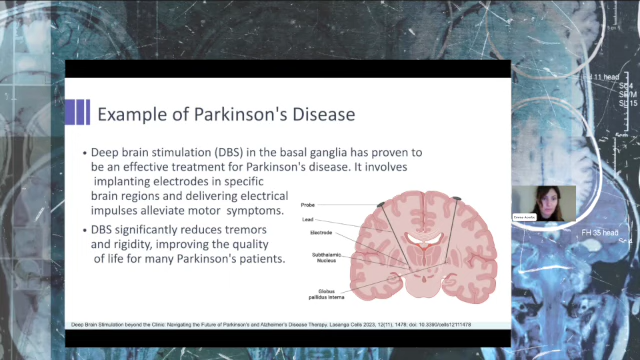 Example of Parkinson's Disease
• Deep brain stimulation (DBS) in the basal ganglia has proven to
be an effective treatment for Parkinson's disease. It involves
implanting electrodes in specific
brain regions and delivering electrical
impulses alleviate motor symptoms.
• DBS significantly reduces tremors
and rigidity, improving the quality
of life for many Parkinson's patients.
Probe
Lead
Electrode
Subthalamic
Nucleus
Globus
pallidus interna
Deep Brain Stimulation beyond the Clinic: Navigating the Future of Parkinson's and Alzheimer's Disease Therapy. Lasanga Cells 2023, 12(11), 1478; doi: 10.3390/cells12111478
11 head
SP/M
FH 35 head